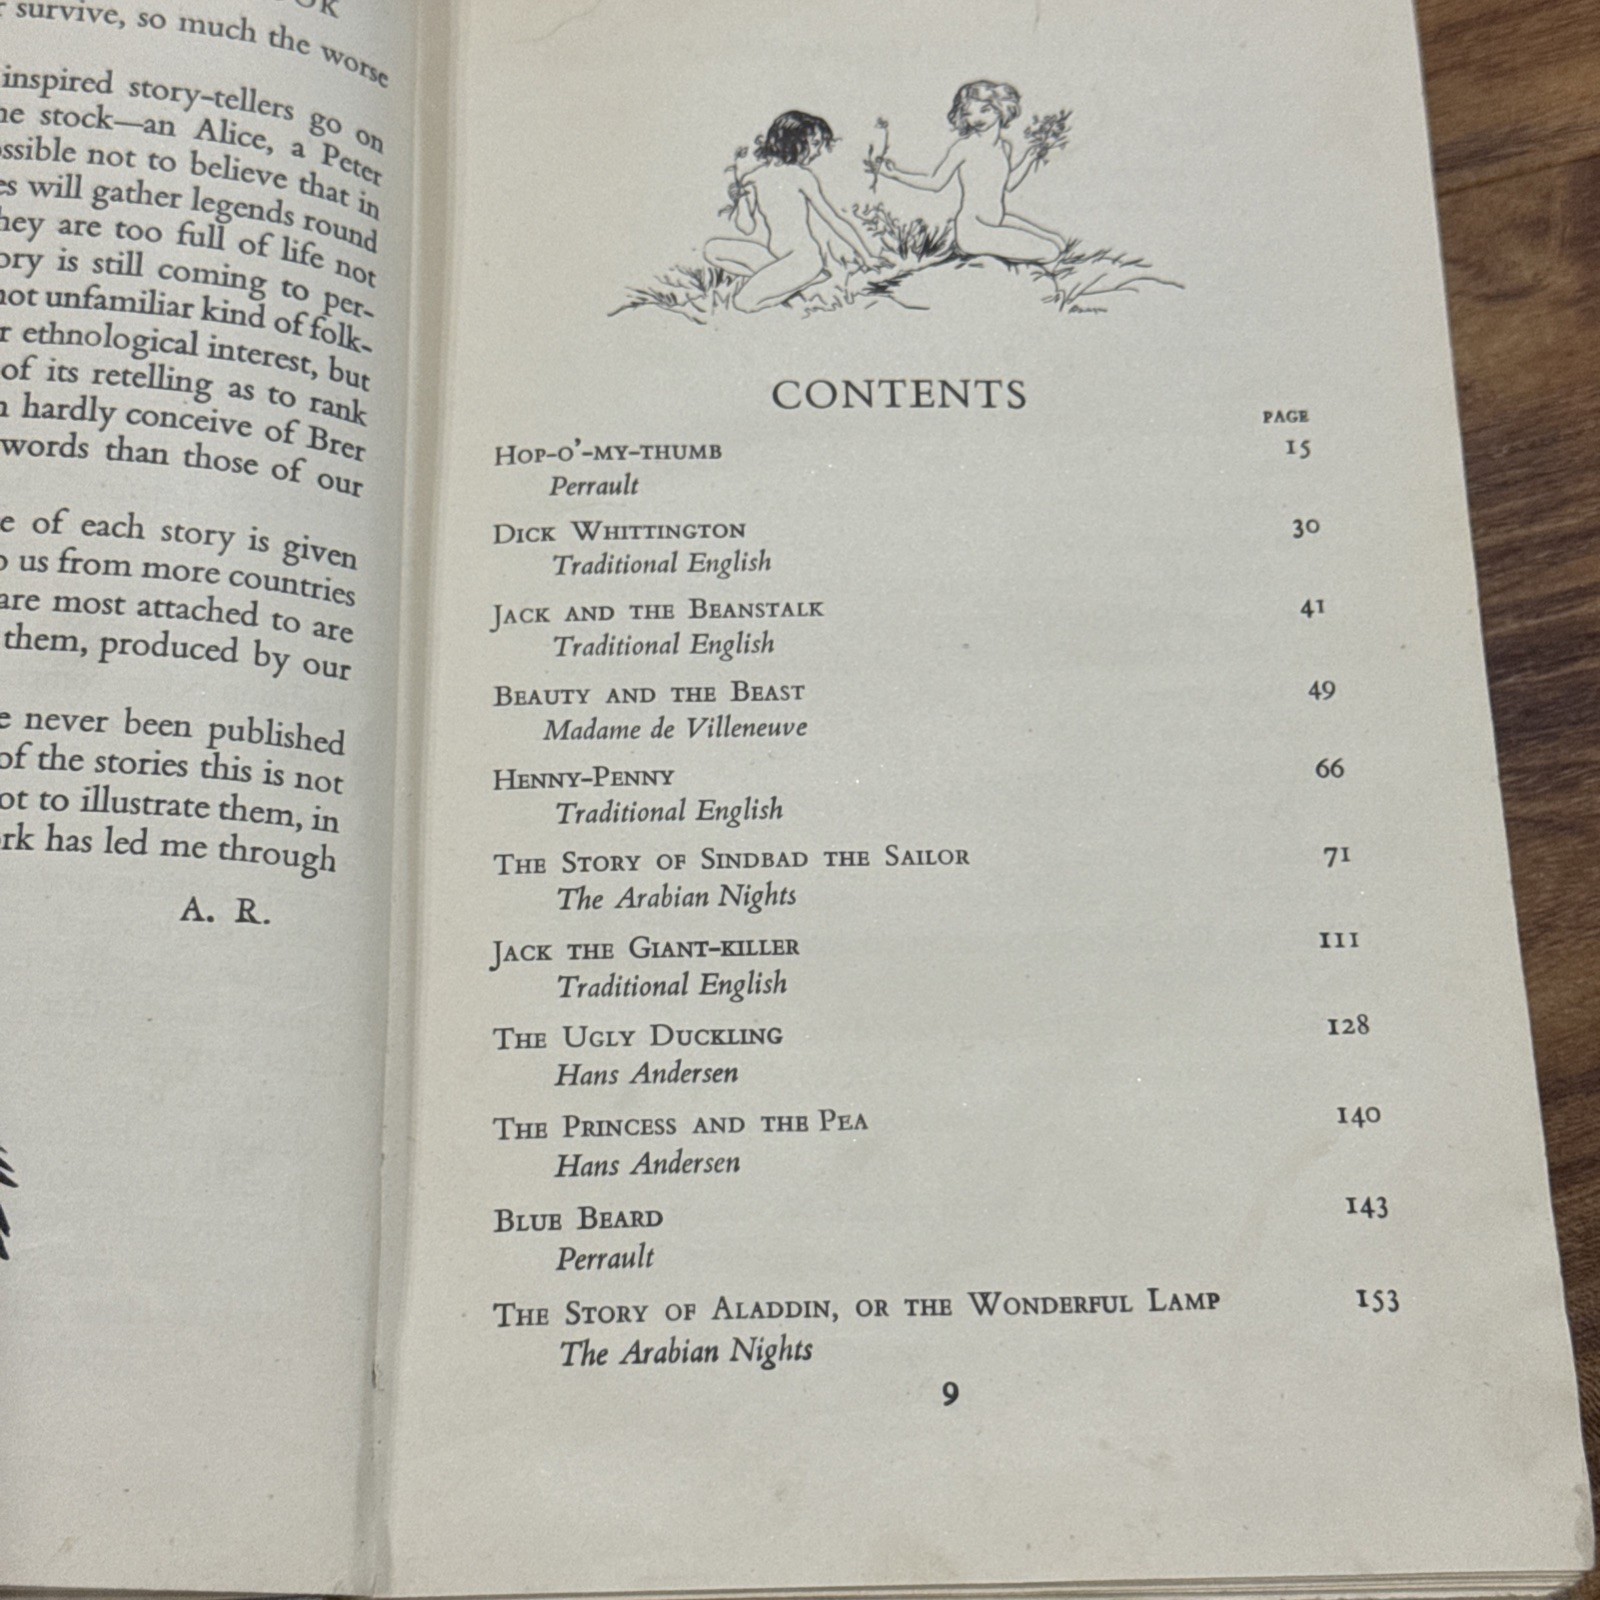 survive, so much the worse
inspired story-tellers go on
stock—an Alice, a Peter
not to believe that in
will gather legends round
are too full of life not
is still coming to per-
unfamiliar kind of folk-
ethnological interest, but
of its retelling as to rank
hardly conceive of Brer
words than those of our
of each story is given
us from more countries
are most attached to are
them, produced by our
never been published
of the stories this is not
to illustrate them, in
has led me through
A. R.
CONTENTS
PAGE
HOP-O'-MY-THUMB 15
Perrault
DICK WHITTINGTON 30
Traditional English
JACK AND THE BEANSTALK 41
Traditional English
BEAUTY AND THE BEAST 49
Madame de Villeneuve
HENNY-PENNY 66
Traditional English
THE STORY OF SINDBAD THE SAILOR 71
The Arabian Nights
JACK THE GIANT-KILLER 111
Traditional English
THE UGLY DUCKLING 128
Hans Andersen
THE PRINCESS AND THE PEA 140
Hans Andersen
BLUE BEARD 143
Perrault
THE STORY OF ALADDIN, OR THE WONDERFUL LAMP 153
The Arabian Nights
9